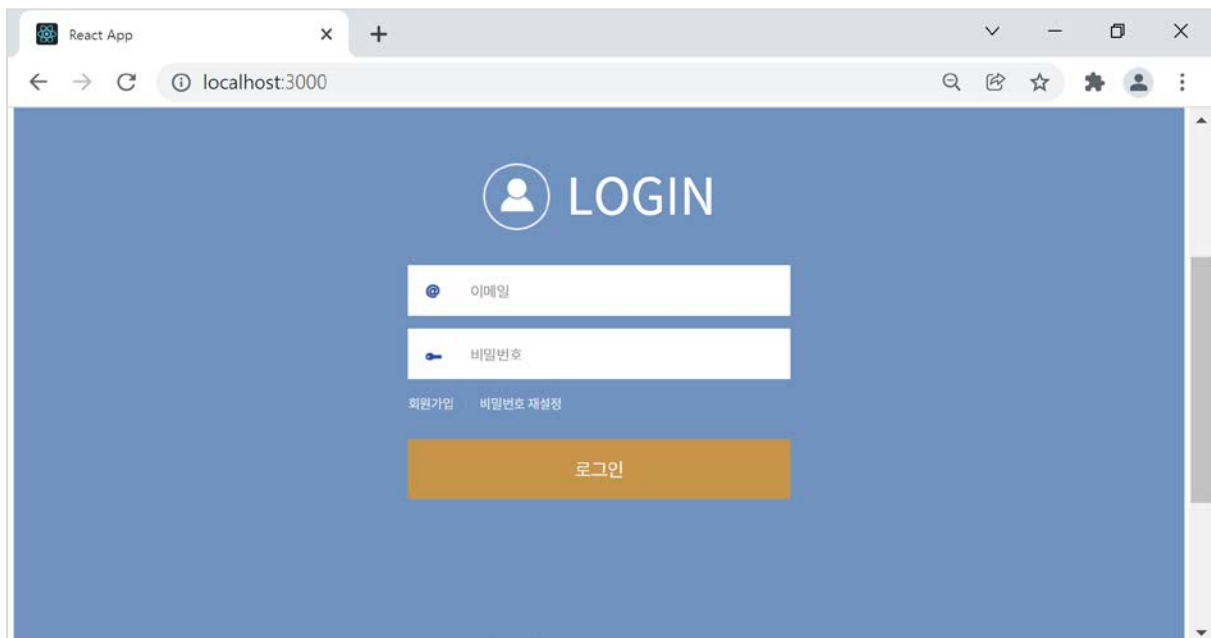 React App
localhost:3000
LOGIN
@ 이메일
비밀번호
회원가입 비밀번호 재설정
로그인